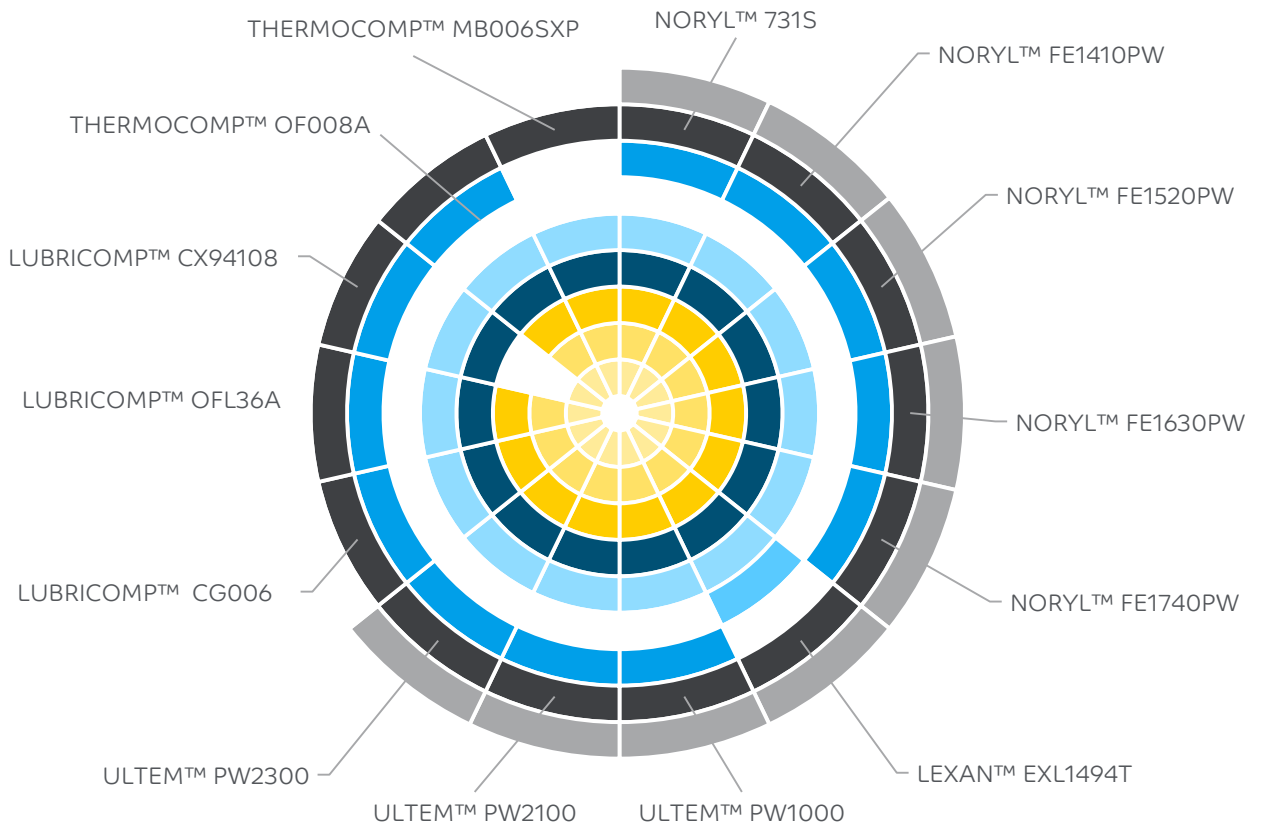 THERMOCOMP™ MB006SXP
NORYL™ 731S
NORYL™ FE1410PW
THERMOCOMP™ OF008A
NORYL™ FE1520PW
LUBRICOMP™ CX94108
LUBRICOMP™ OFL36A
NORYL™ FE1630PW
LUBRICOMP™ CG006
NORYL™ FE1740PW
ULTEM™ PW2300
LEXAN™ EXL1494T
ULTEM™ PW2100
ULTEM™ PW1000